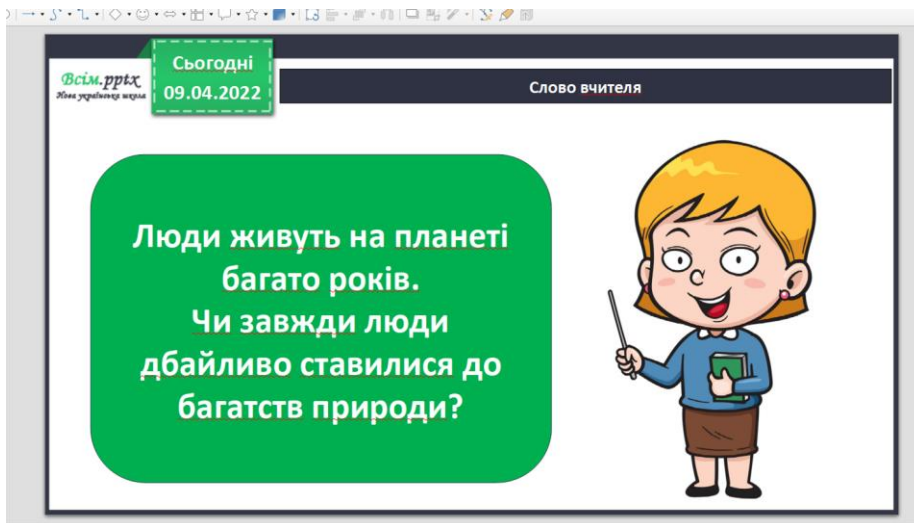 Всім.pptx
Нова українська школа
Сьогодні
09.04.2022
Слово вчителя
Люди живуть на планеті
багато років.
Чи завжди люди
дбайливо ставилися до
багатств природи?